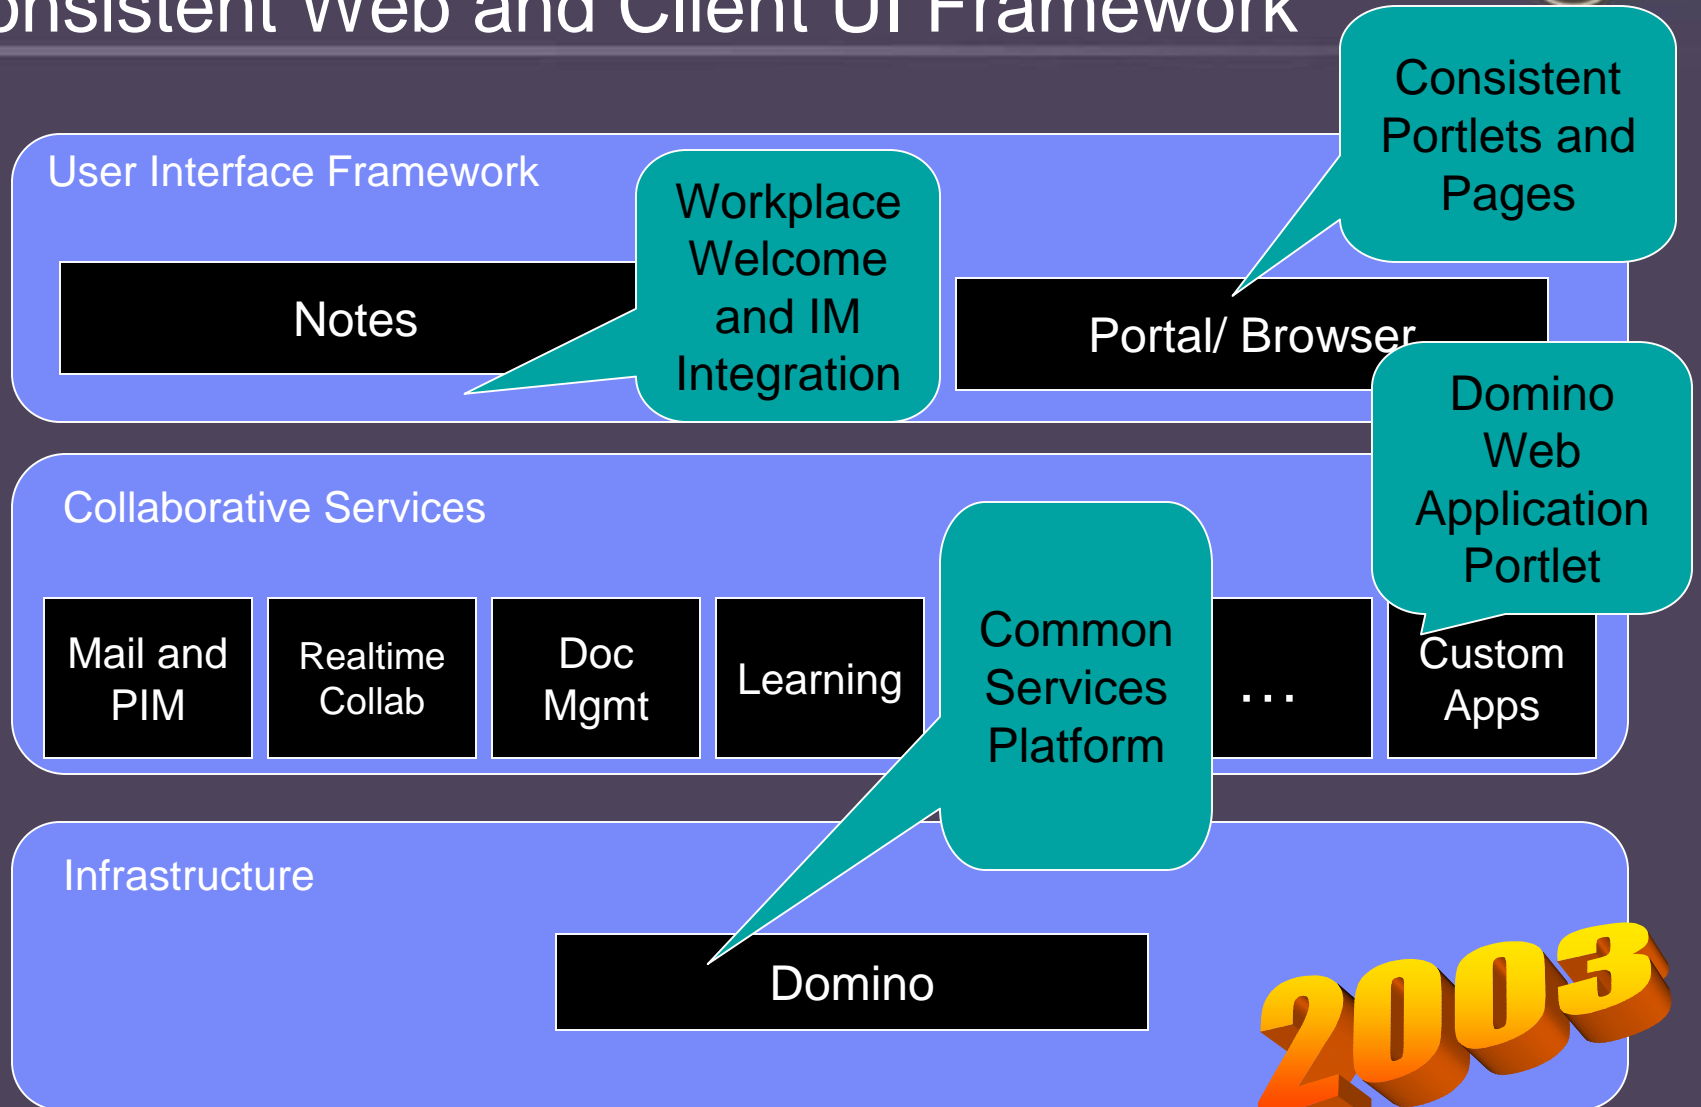 onsistent Web and Client UI Framework
Consistent
Portlets and
Pages
User Interface Framework
Workplace
Welcome
and IM
Integration
Notes
Portal/ Browser
Domino
Web
Application
Portlet
Collaborative Services
Common
Services
Platform
Mail and
PIM
Realtime
Collab
Doc
Mgmt
Learning
...
Custom
Apps
Infrastructure
Domino
2003